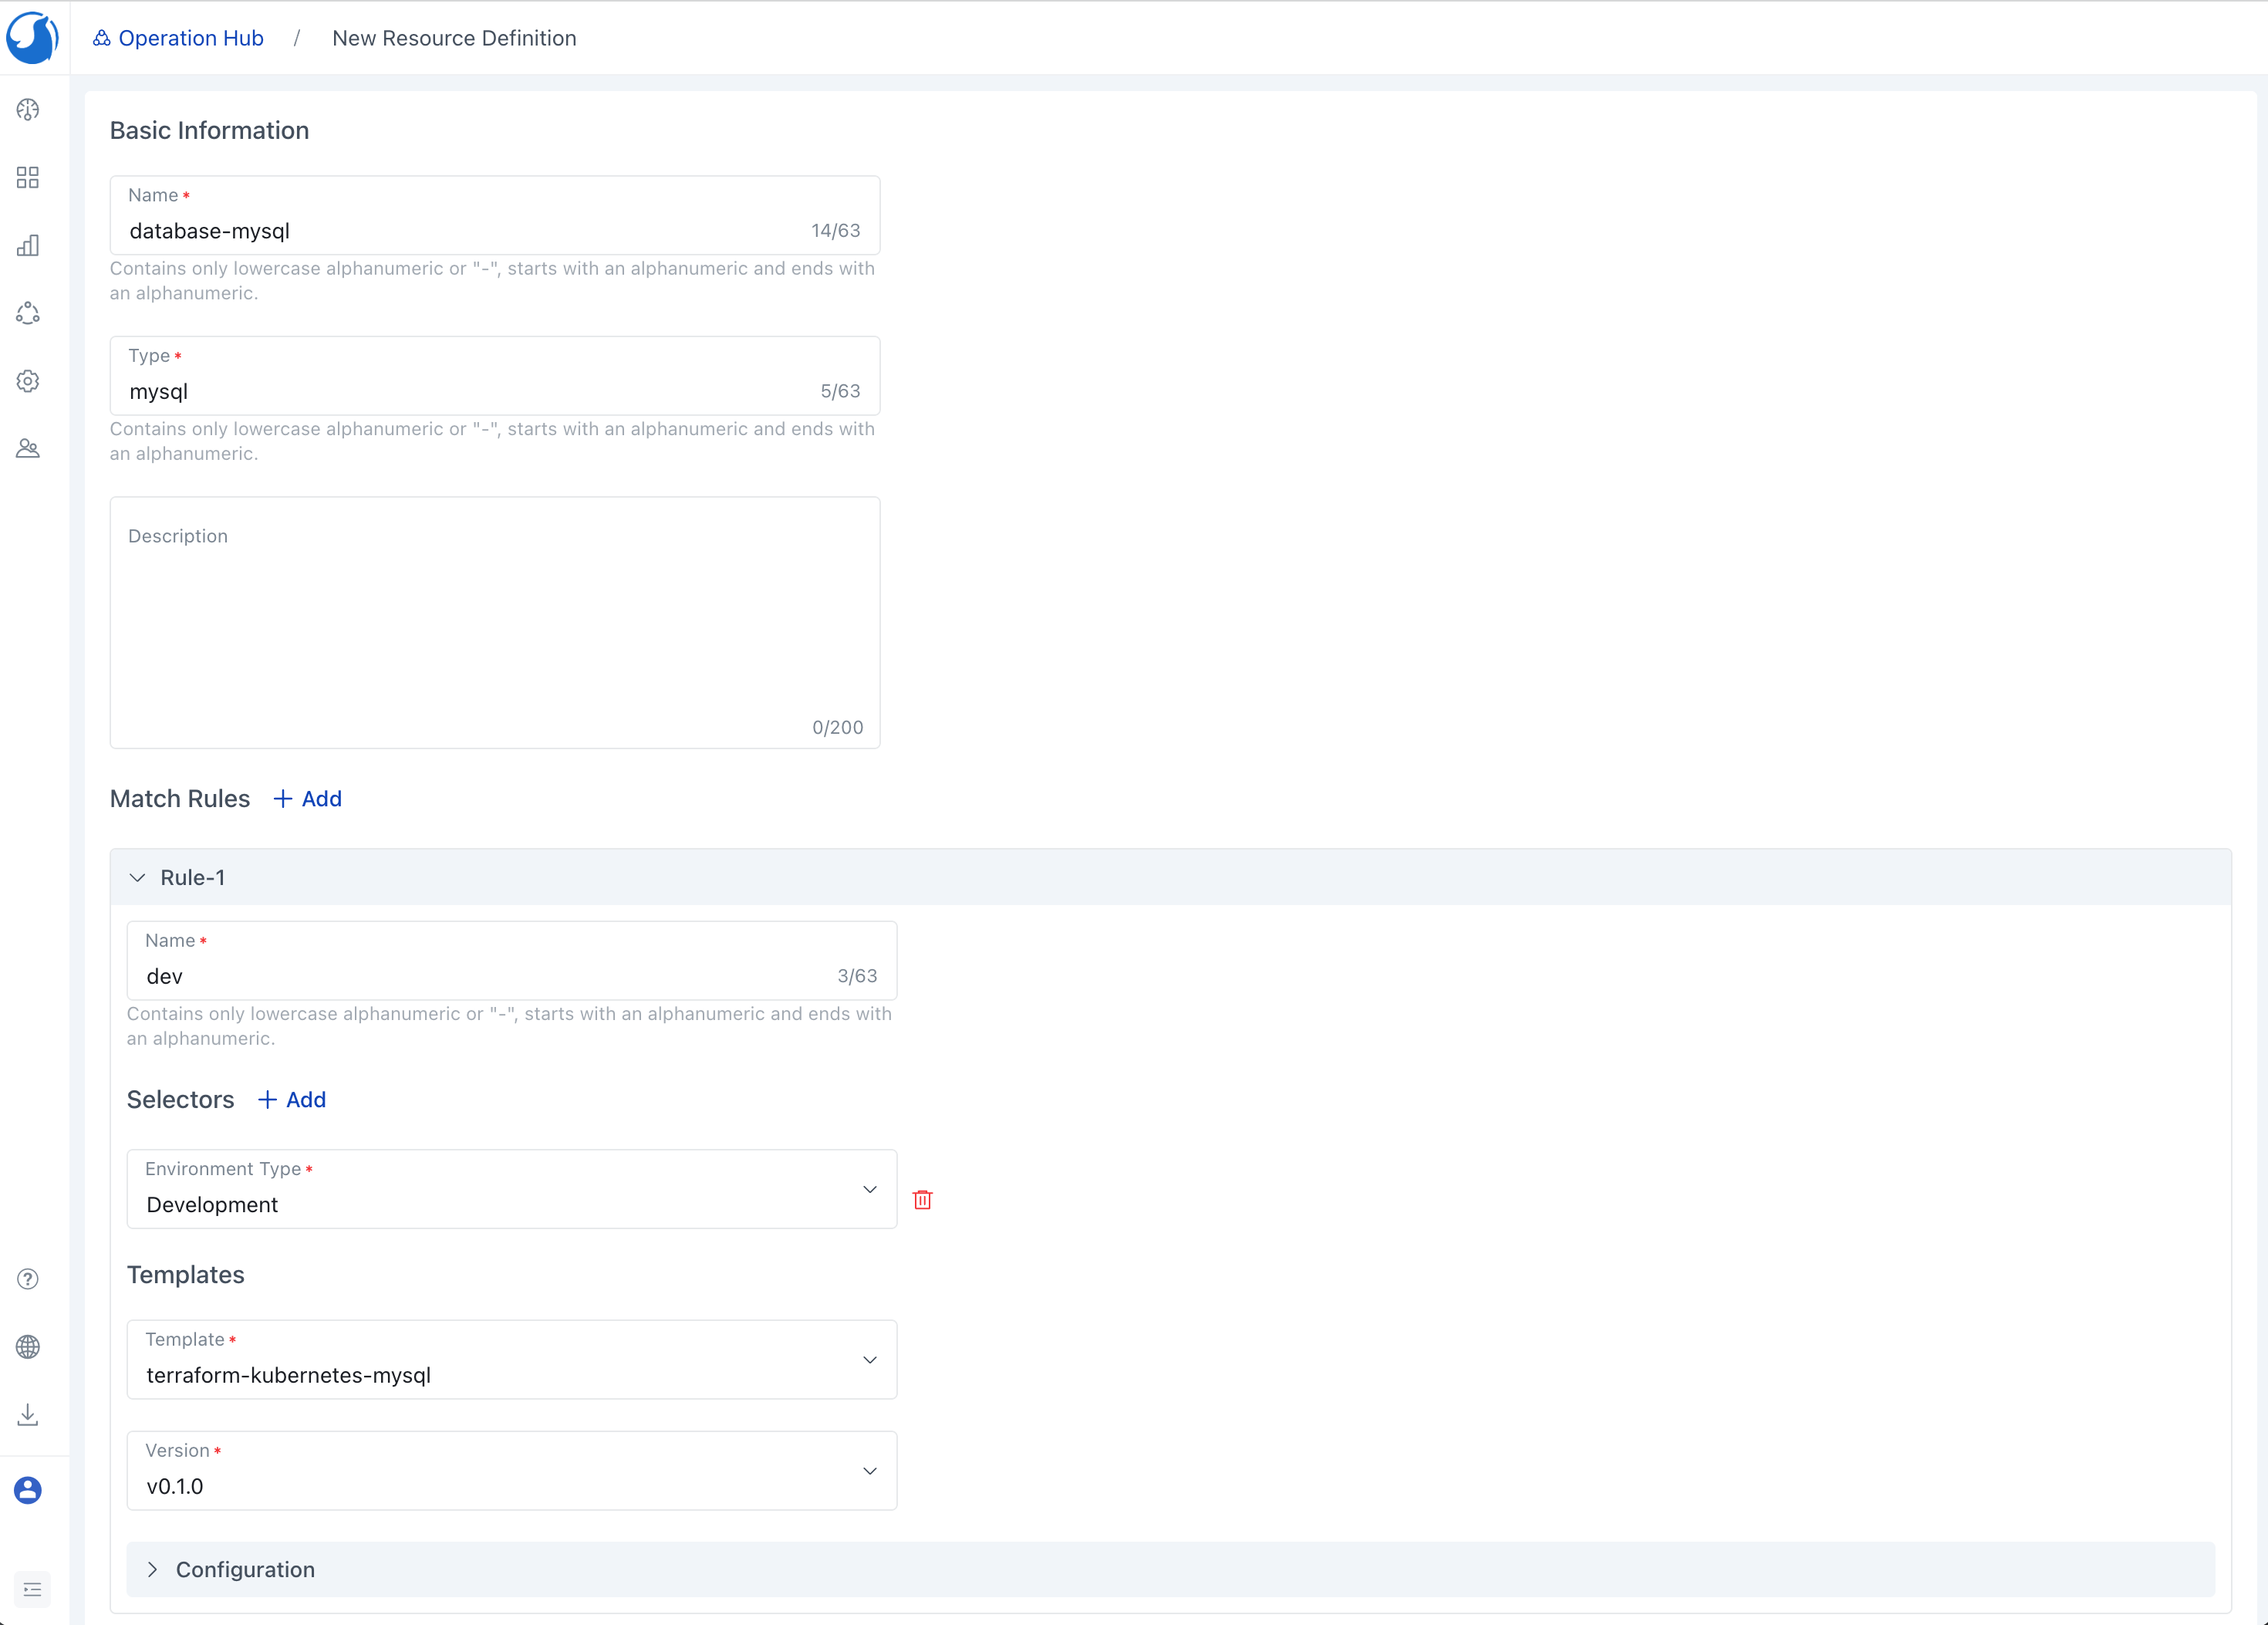 Operation Hub / New Resource Definition
Basic Information
Name *
database-mysql 14/63
Contains only lowercase alphanumeric or "-", starts with an alphanumeric and ends with
an alphanumeric.
Type *
mysql 5/63
Contains only lowercase alphanumeric or "-", starts with an alphanumeric and ends with
an alphanumeric.
Description
0/200
Match Rules + Add
Rule-1
Name *
dev 3/63
Contains only lowercase alphanumeric or "-", starts with an alphanumeric and ends with
an alphanumeric.
Selectors + Add
Environment Type *
Development
Templates
Template *
terraform-kubernetes-mysql
Version *
v0.1.0
Configuration